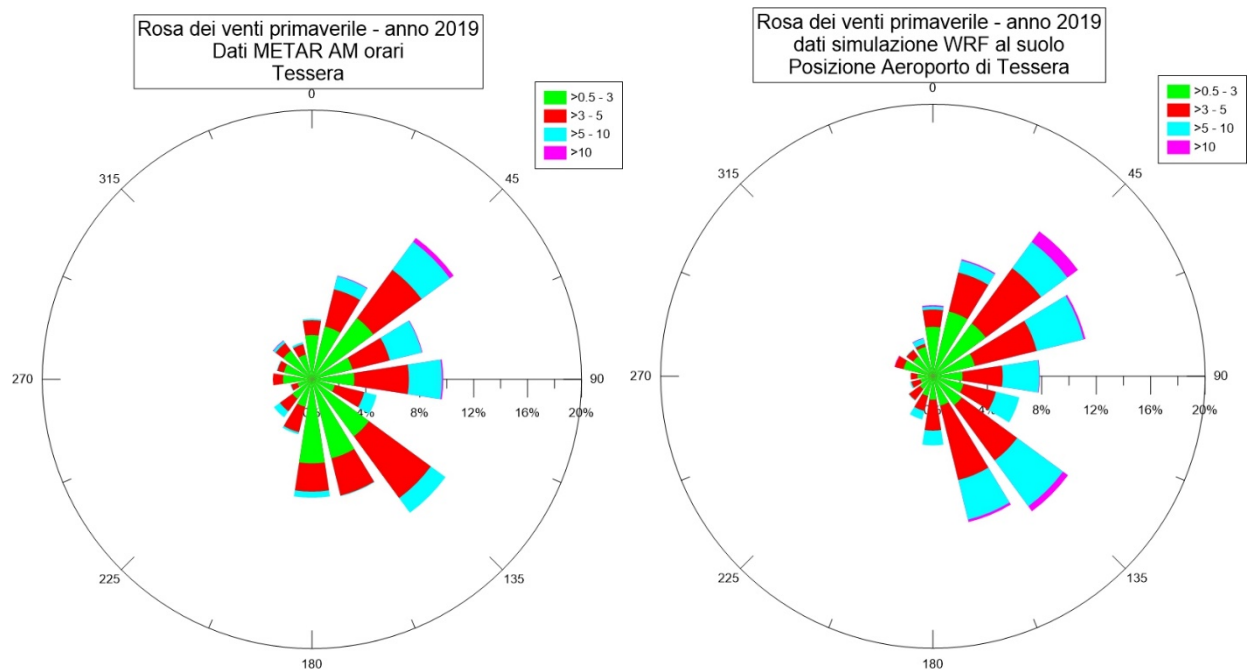 Rosa dei venti primaverile - anno 2019
Dati METAR AM orari
Tessera
>0.5 - 3
>3 - 5
>5 - 10
>10
0
45
90
135
180
225
270
315
0%
4%
8%
12%
16%
20%
Rosa dei venti primaverile - anno 2019
dati simulazione WRF al suolo
Posizione Aeroporto di Tessera
>0.5 - 3
>3 - 5
>5 - 10
>10
0
45
90
135
180
225
270
315
8%
12%
16%
20%